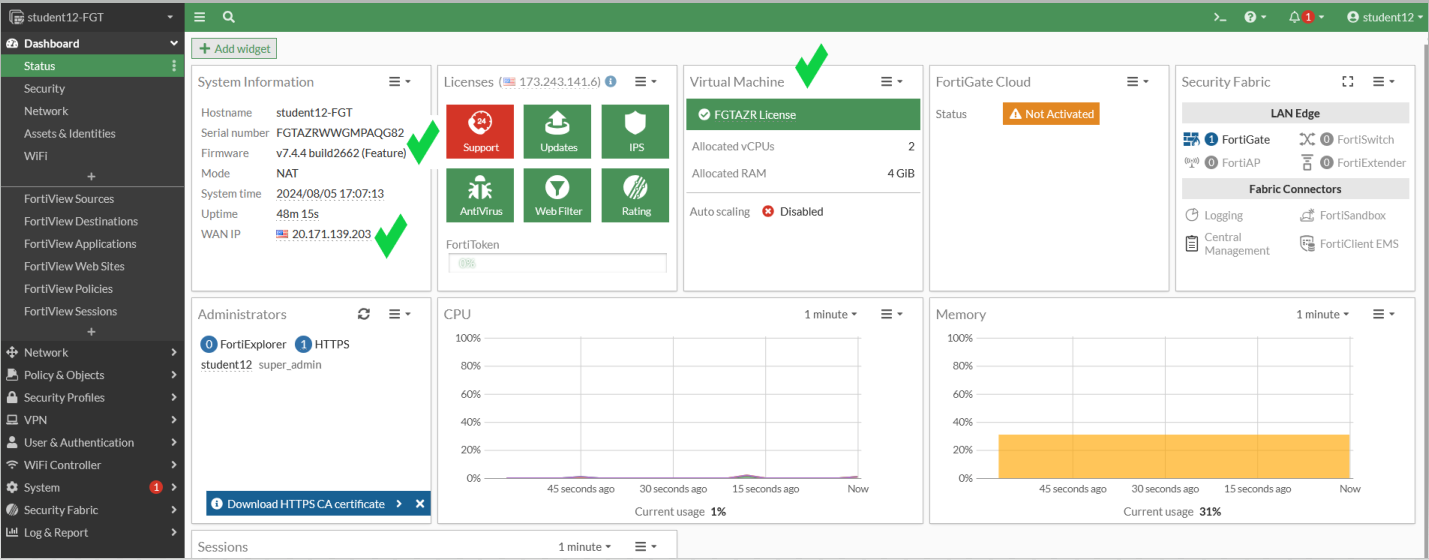 student12-FGT
>_
?
1
student12
Dashboard
Status
Security
Network
Assets & Identities
WiFi
+
FortiView Sources
FortiView Destinations
FortiView Applications
FortiView Web Sites
FortiView Policies
FortiView Sessions
+
Network
Policy & Objects
Security Profiles
VPN
User & Authentication
WiFi Controller
System
1
Security Fabric
Log & Report
+ Add widget
System Information
Hostname student12-FGT
Serial number FGTAZRWWGMPAQG82
Firmware v7.4.4 build2662 (Feature)
Mode NAT
System time 2024/08/05 17:07:13
Uptime 48m 15s
WAN IP 20.171.139.203
Licenses (173.243.141.6)
24
Support
Updates
IPS
AntiVirus
Web Filter
Rating
FortiToken
0%
Virtual Machine
FGTAZR License
Allocated vCPUs 2
Allocated RAM 4 GiB
Auto scaling Disabled
FortiGate Cloud
Status Not Activated
Security Fabric
LAN Edge
1 FortiGate
0 FortiSwitch
0 FortiAP
0 FortiExtender
Fabric Connectors
Logging
FortiSandbox
Central
Management
FortiClient EMS
Administrators
0 FortiExplorer 1 HTTPS
student12 super_admin
Download HTTPS CA certificate
CPU
1 minute
100%
80%
60%
40%
20%
0%
45 seconds ago 30 seconds ago 15 seconds ago Now
Current usage 1%
Memory
1 minute
100%
80%
60%
40%
20%
0%
45 seconds ago 30 seconds ago 15 seconds ago Now
Current usage 31%
Sessions
1 minute